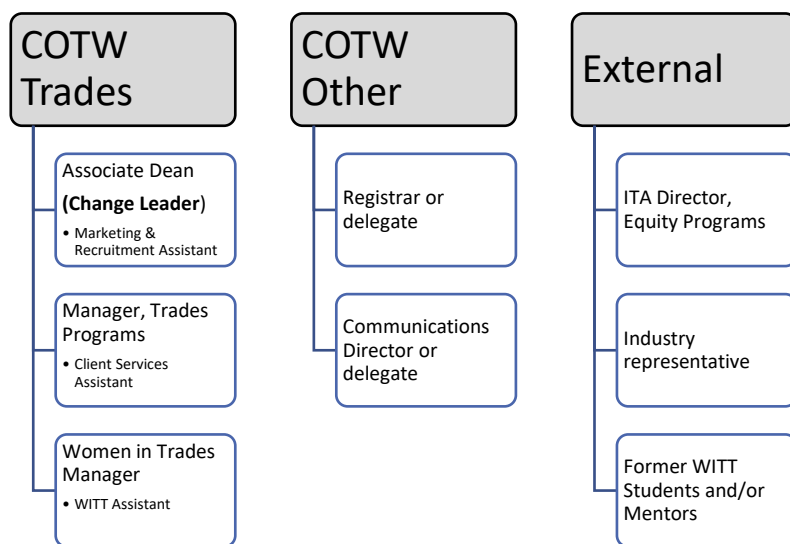 COTW
Trades
Associate Dean
(Change Leader)
• Marketing &
Recruitment Assistant
Manager, Trades
Programs
• Client Services
Assistant
Women in Trades
Manager
• WITT Assistant
COTW
Other
Registrar or
delegate
Communications
Director or
delegate
External
ITA Director,
Equity Programs
Industry
representative
Former WITT
Students and/or
Mentors